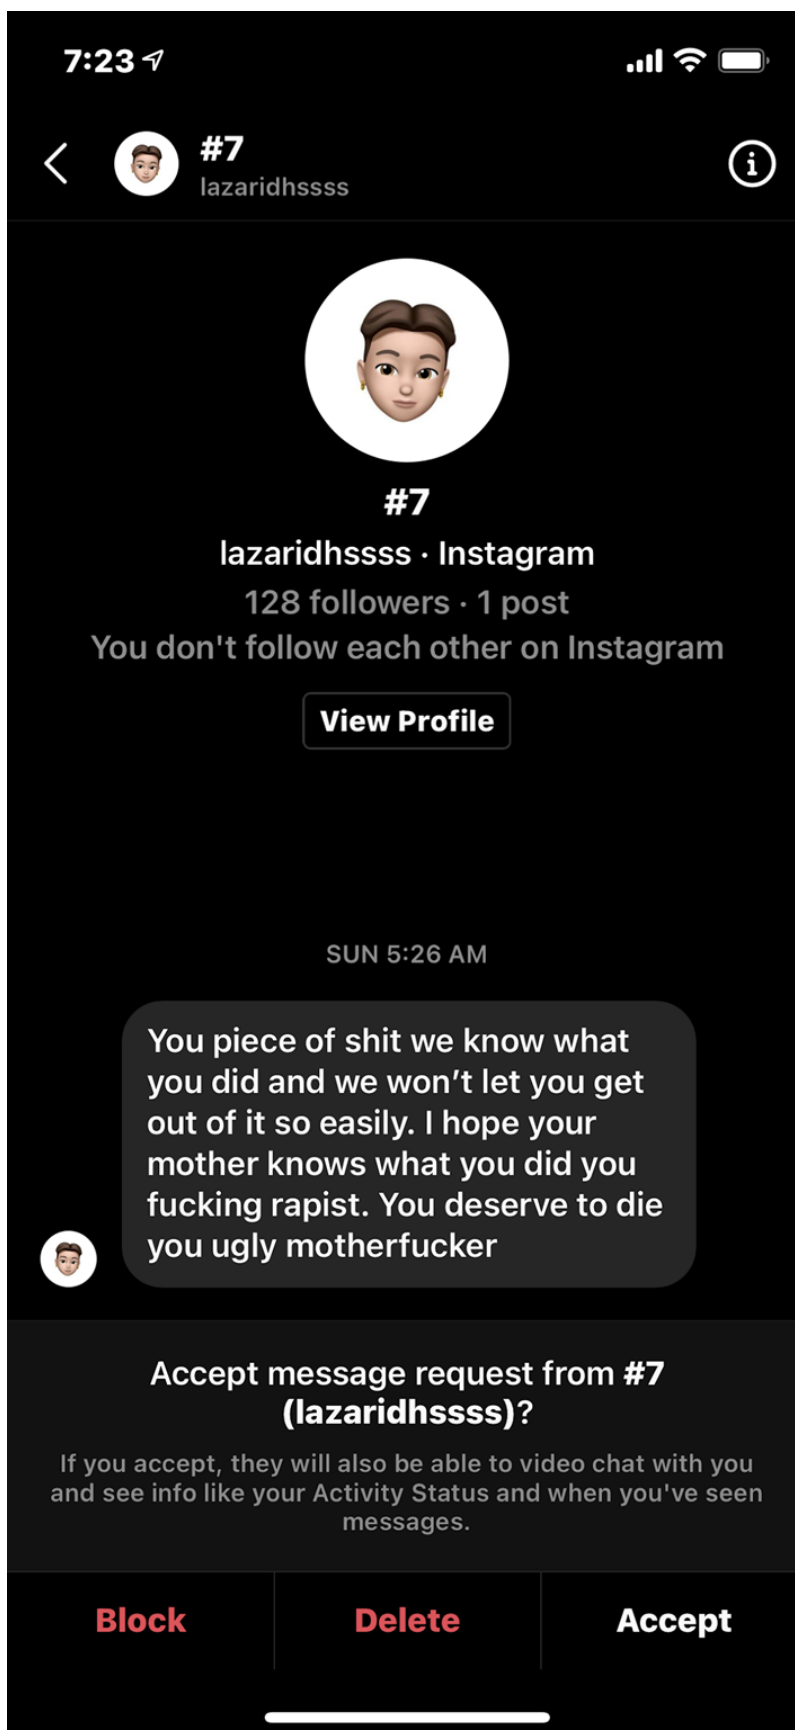 7:23
#7
lazaridhssss
#7
lazaridhssss · Instagram
128 followers · 1 post
You don't follow each other on Instagram
View Profile
SUN 5:26 AM
You piece of shit we know what
you did and we won’t let you get
out of it so easily. I hope your
mother knows what you did you
fucking rapist. You deserve to die
you ugly motherfucker
Accept message request from #7
(lazaridhssss)?
If you accept, they will also be able to video chat with you
and see info like your Activity Status and when you've seen
messages.
Block
Delete
Accept